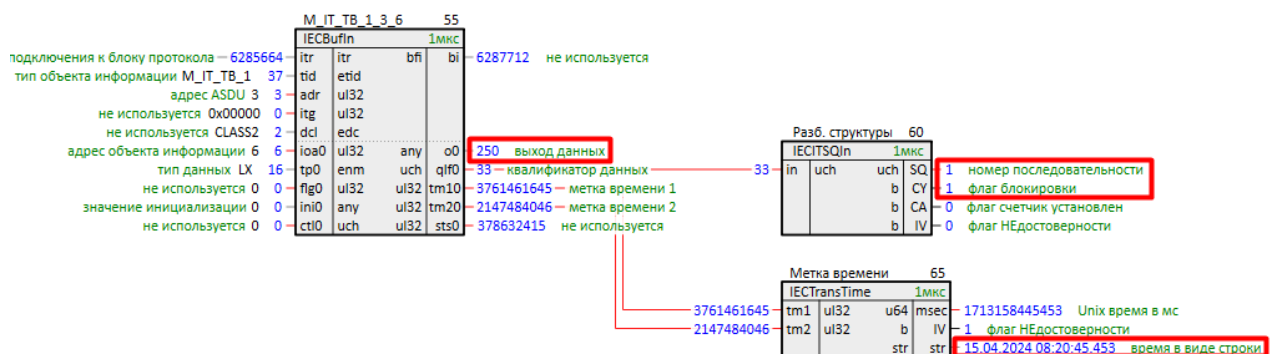 M_IT_TB_1_3_6 55
IECBufIn 1мкс
подключения к блоку протокола 6285664 itr itr bfi bi 6287712 не используется
тип объекта информации M_IT_TB_1 37 tid etid
адрес ASDU 3 3 adr ul32
не используется 0x00000 0 itg ul32
не используется CLASS2 2 dcl edc
адрес объекта информации 6 6 ioa0 ul32 any o0 250 выход данных
тип данных LX 16 tp0 enm uch qlf0 33 квалификатор данных
не используется 0 0 flg0 ul32 ul32 tm10 3761461645 метка времени 1
значение инициализации 0 0 ini0 any ul32 tm20 2147484046 метка времени 2
не используется 0 0 ctl0 uch ul32 sts0 378632415 не используется
Разб. структуры 60
IECITSQIn 1мкс
33 in uch uch SQ 1 номер последовательности
b CY 1 флаг блокировки
b CA 0 флаг счетчик установлен
b IV 0 флаг НЕдостоверности
Метка времени 65
IECTransTime 1мкс
3761461645 tm1 ul32 u64 msec 1713158445453 Unix время в мс
2147484046 tm2 ul32 b IV 1 флаг НЕдостоверности
str str 15.04.2024 08:20:45.453 время в виде строки